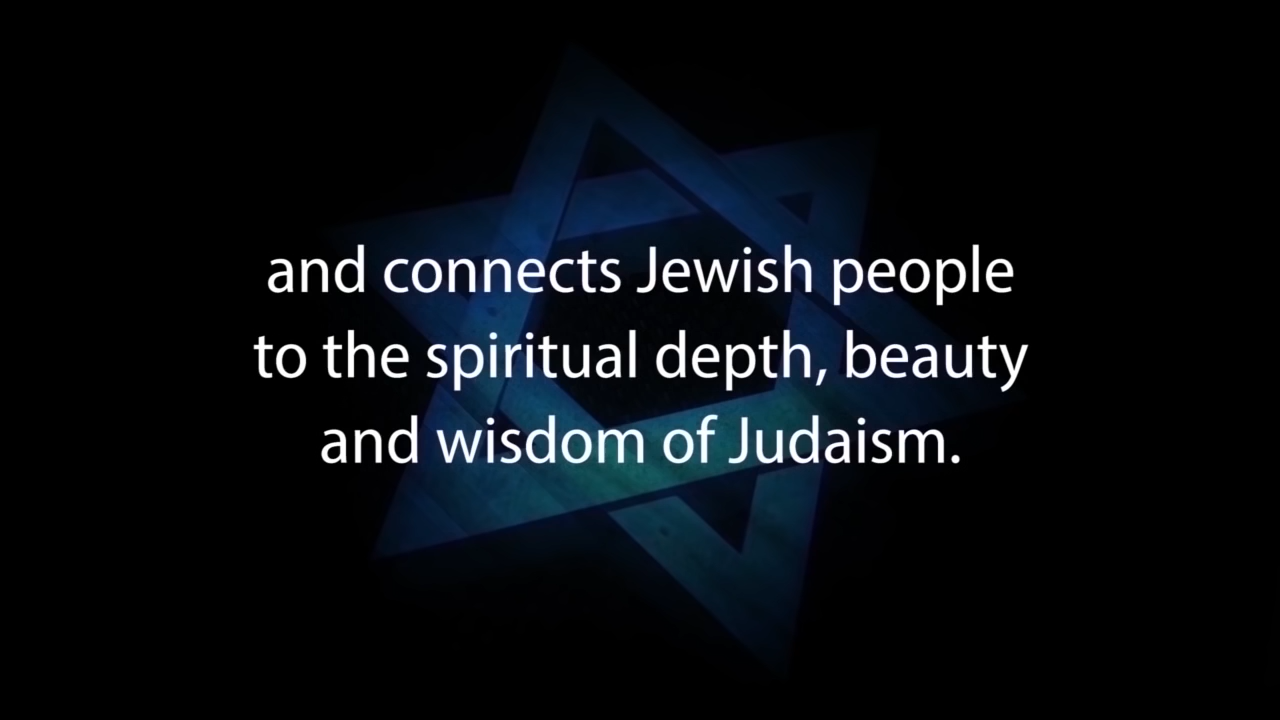 and connects Jewish people
to the spiritual depth, beauty
and wisdom of Judaism.